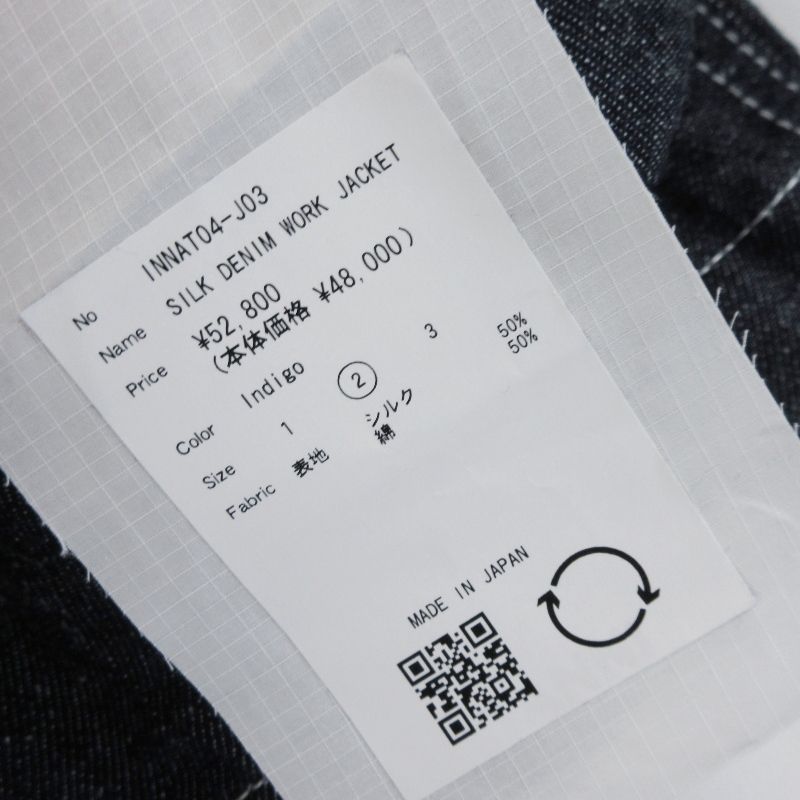 No INNAT04-J03
Name SILK DENIM WORK JACKET
Price ¥52,800
(本体価格 ¥48,000)
Color Indigo
Size 1 2 3
Fabric 表地 シルク 50%
綿 50%
MADE IN JAPAN